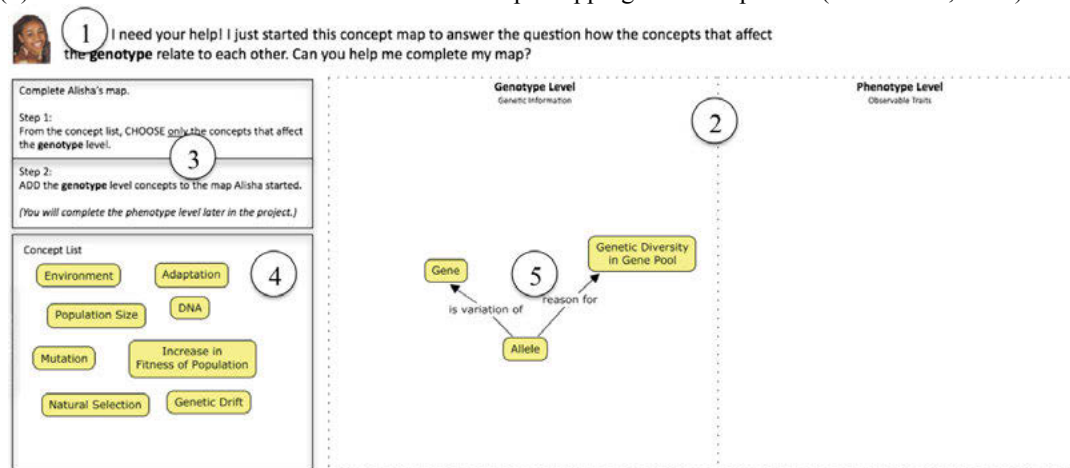 1 I need your help! I just started this concept map to answer the question how the concepts that affect
the genotype relate to each other. Can you help me complete my map?
Complete Alisha's map.
Step 1:
From the concept list, CHOOSE only the concepts that affect
the genotype level.
3
Step 2:
ADD the genotype level concepts to the map Alisha started.
(You will complete the phenotype level later in the project.)
Concept List
Environment
Adaptation
4
Population Size
DNA
Mutation
Increase in
Fitness of Population
Natural Selection
Genetic Drift
Genotype Level
Genetic Information
2
Phenotype Level
Observable Traits
Gene
5
Genetic Diversity
in Gene Pool
is variation of
reason for
Allele